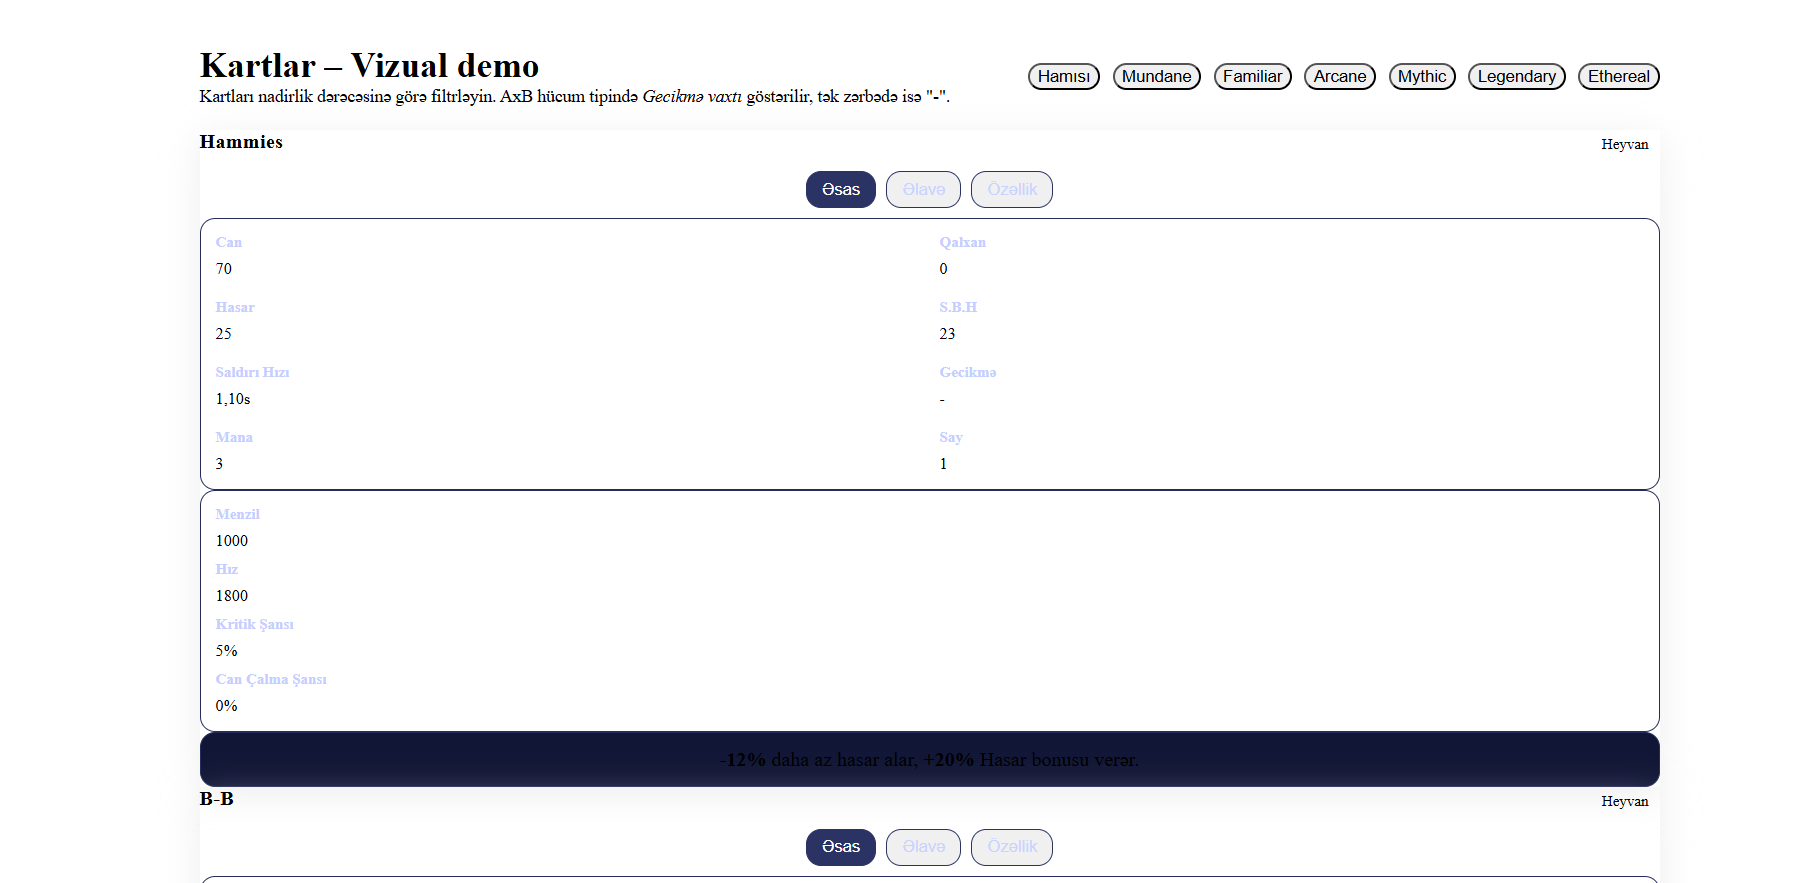 Kartlar – Vizual demo
Kartları nadirlik dərəcəsinə görə filtrləyin. AxB hücum tipində Gecikmə vaxtı göstərilir, tək zərbədə isə "-".
Hamısı Mundane Familiar Arcane Mythic Legendary Ethereal
Hammies Heyvan
Əsas Əlavə Özəllik
Can Qalxan
70 0
Hasar S.B.H
25 23
Saldırı Hızı Gecikmə
1,10s -
Mana Say
3 1
Menzil
1000
Hız
1800
Kritik Şansı
5%
Can Çalma Şansı
0%
-12% daha az hasar alar, +20% Hasar bonusu verər.
B-B Heyvan
Əsas Əlavə Özəllik